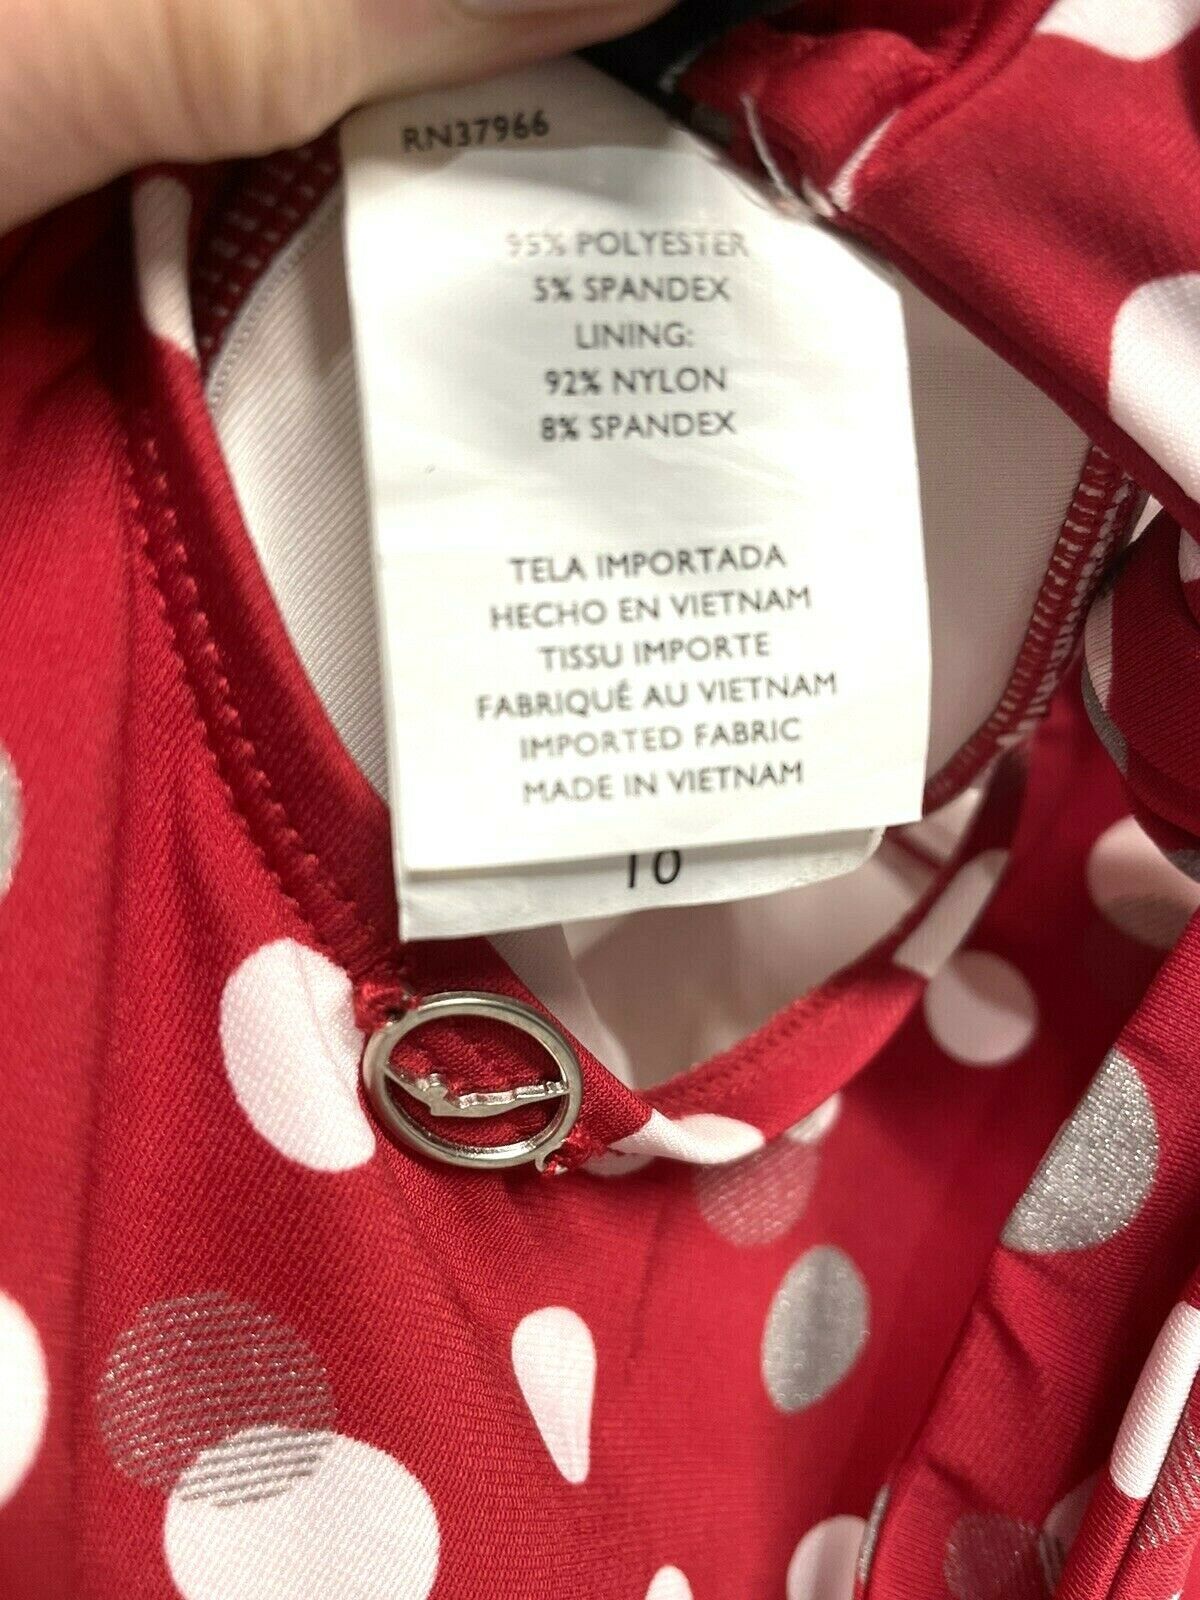 RN37966
95% POLYESTER
5% SPANDEX
LINING:
92% NYLON
8% SPANDEX
TELA IMPORTADA
HECHO EN VIETNAM
TISSU IMPORTE
FABRIQUÉ AU VIETNAM
IMPORTED FABRIC
MADE IN VIETNAM
10